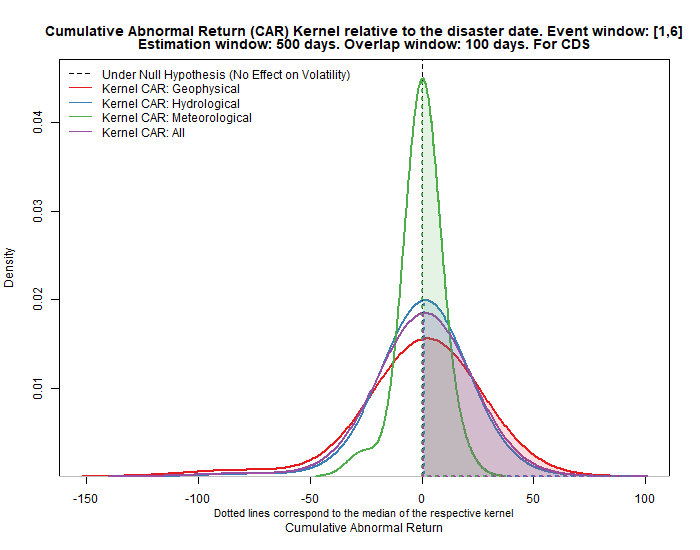 Cumulative Abnormal Return (CAR) Kernel relative to the disaster date. Event window: [1,6]
Estimation window: 500 days. Overlap window: 100 days. For CDS
Under Null Hypothesis (No Effect on Volatility)
Kernel CAR: Geophysical
Kernel CAR: Hydrological
Kernel CAR: Meteorological
Kernel CAR: All
0.04
0.03
0.02
0.01
Density
-150 -100 -50 0 50 100
Dotted lines correspond to the median of the respective kernel
Cumulative Abnormal Return